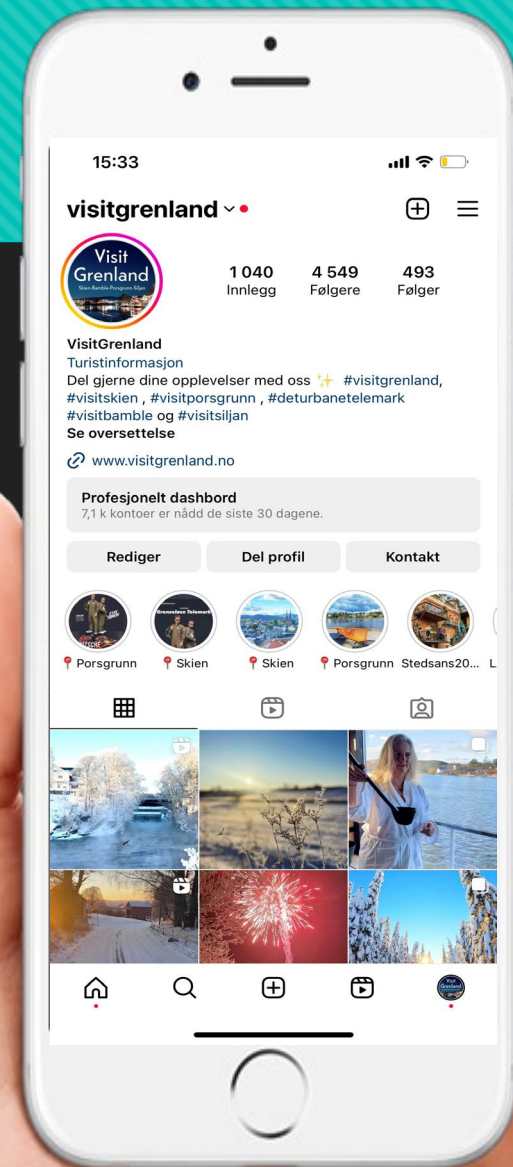 15:33
visitgrenland
Visit
Grenland
Skien-Bamble-Porsgrunn-Siljan
1 040 4 549 493
Innlegg Følgere Følger
VisitGrenland
Turistinformasjon
Del gjerne dine opplevelser med oss ✨ #visitgrenland,
#visitskien , #visitporsgrunn , #deturbanetelemark
#visitbamble og #visitsiljan
Se oversettelse
www.visitgrenland.no
Profesjonelt dashbord
7,1 k kontoer er nådd de siste 30 dagene.
Rediger Del profil Kontakt
Grenseløse Telemark
📍 Porsgrunn 📍 Skien 📍 Skien 📍 Porsgrunn Stedsans20... L
Visit
Grenland